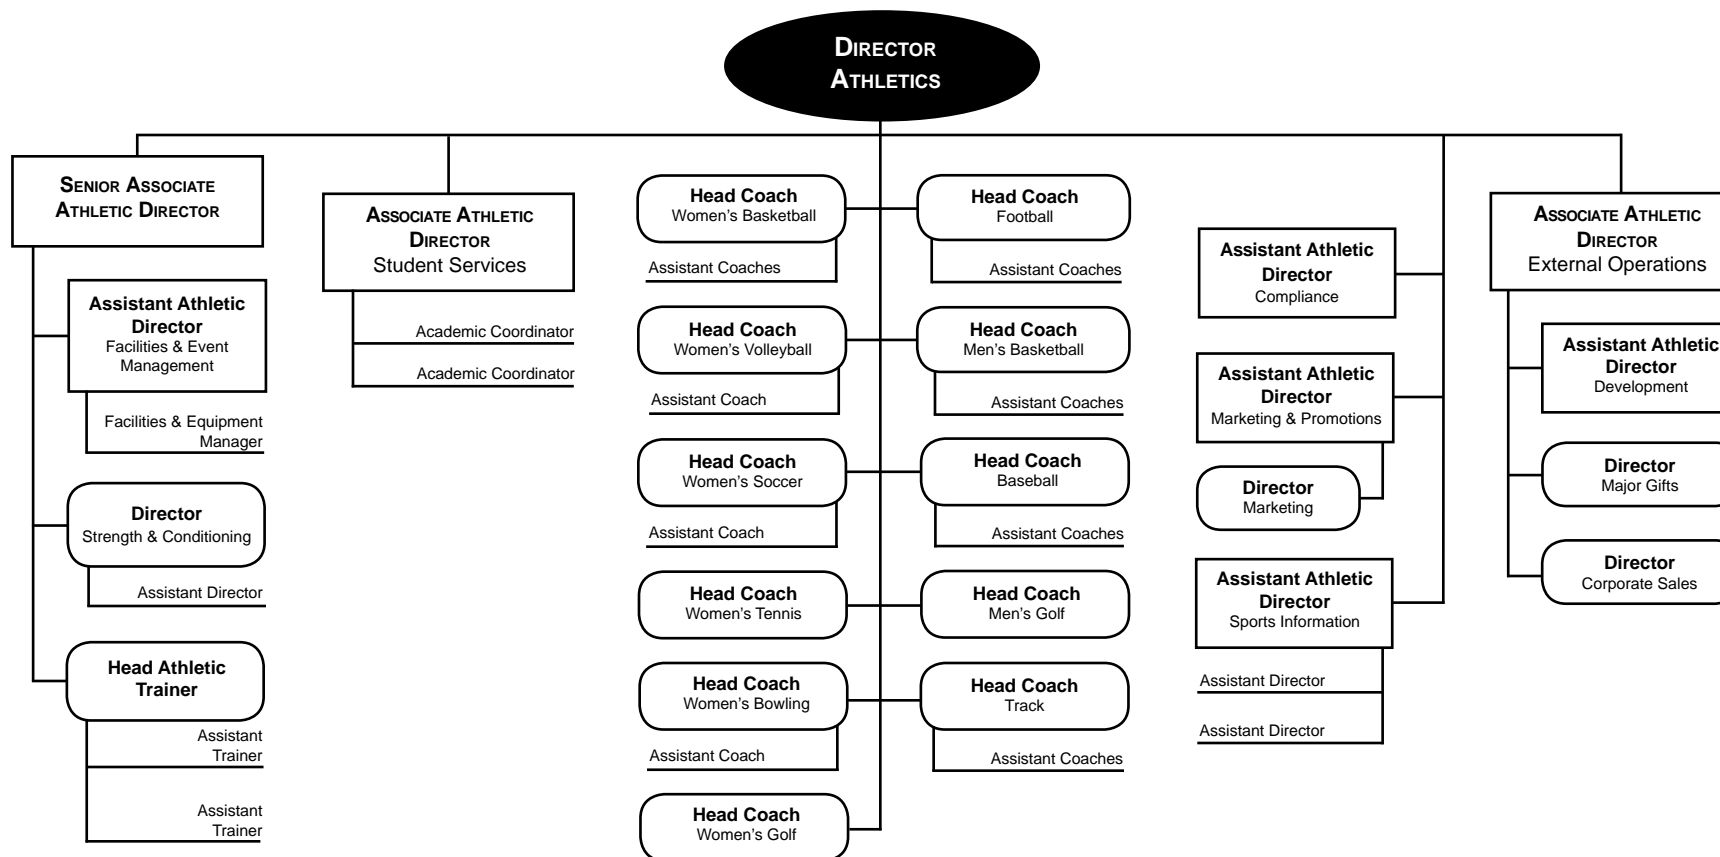 DIRECTOR
ATHLETICS
SENIOR ASSOCIATE
ATHLETIC DIRECTOR
Assistant Athletic
Director
Facilities & Event
Management
Facilities & Equipment
Manager
Director
Strength & Conditioning
Assistant Director
Head Athletic
Trainer
Assistant
Trainer
Assistant
Trainer
ASSOCIATE ATHLETIC
DIRECTOR
Student Services
Academic Coordinator
Academic Coordinator
Head Coach
Women's Basketball
Assistant Coaches
Head Coach
Football
Assistant Coaches
Head Coach
Women's Volleyball
Assistant Coach
Head Coach
Men's Basketball
Assistant Coaches
Head Coach
Women's Soccer
Assistant Coach
Head Coach
Baseball
Assistant Coaches
Head Coach
Women's Tennis
Head Coach
Men's Golf
Head Coach
Women's Bowling
Assistant Coach
Head Coach
Track
Assistant Coaches
Head Coach
Women's Golf
Assistant Athletic
Director
Compliance
Assistant Athletic
Director
Marketing & Promotions
Director
Marketing
Assistant Athletic
Director
Sports Information
Assistant Director
Assistant Director
ASSOCIATE ATHLETIC
DIRECTOR
External Operations
Assistant Athletic
Director
Development
Director
Major Gifts
Director
Corporate Sales